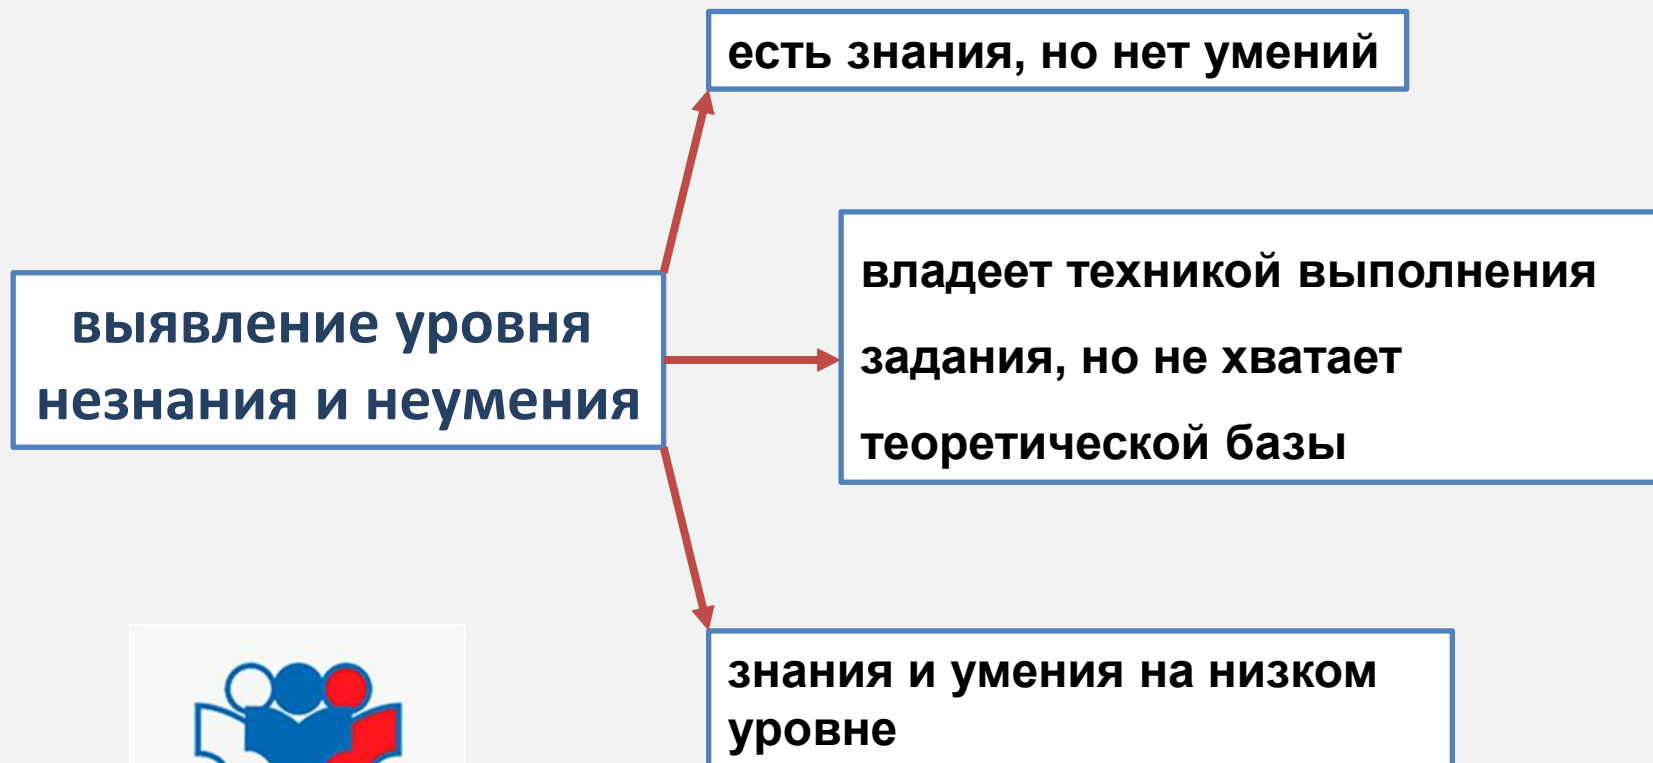 есть знания, но нет умений
выявление уровня
незнания и неумения
владеет техникой выполнения
задания, но не хватает
теоретической базы
знания и умения на низком
уровне